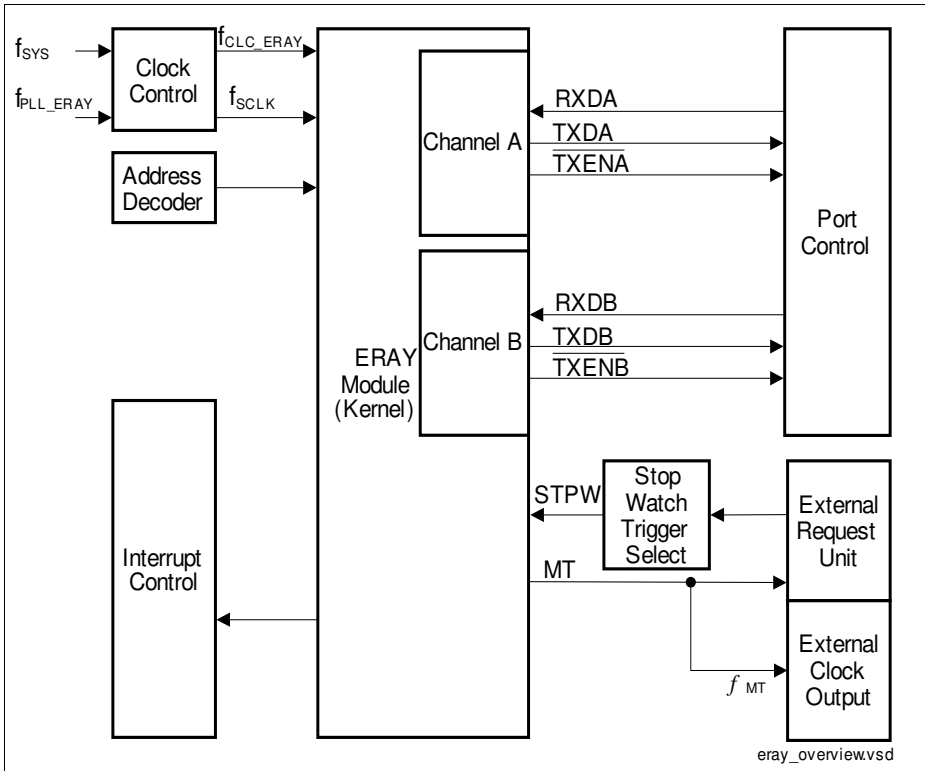 fSYS
fPLL_ERAY
Clock
Control
fCLC_ERAY
fSCLK
Address
Decoder
Interrupt
Control
ERAY
Module
(Kernel)
Channel A
RXDA
TXDA
TXENA
Channel B
RXDB
TXDB
TXENB
Port
Control
STPW
Stop
Watch
Trigger
Select
External
Request
Unit
MT
fMT
External
Clock
Output
eray_overview.vsd